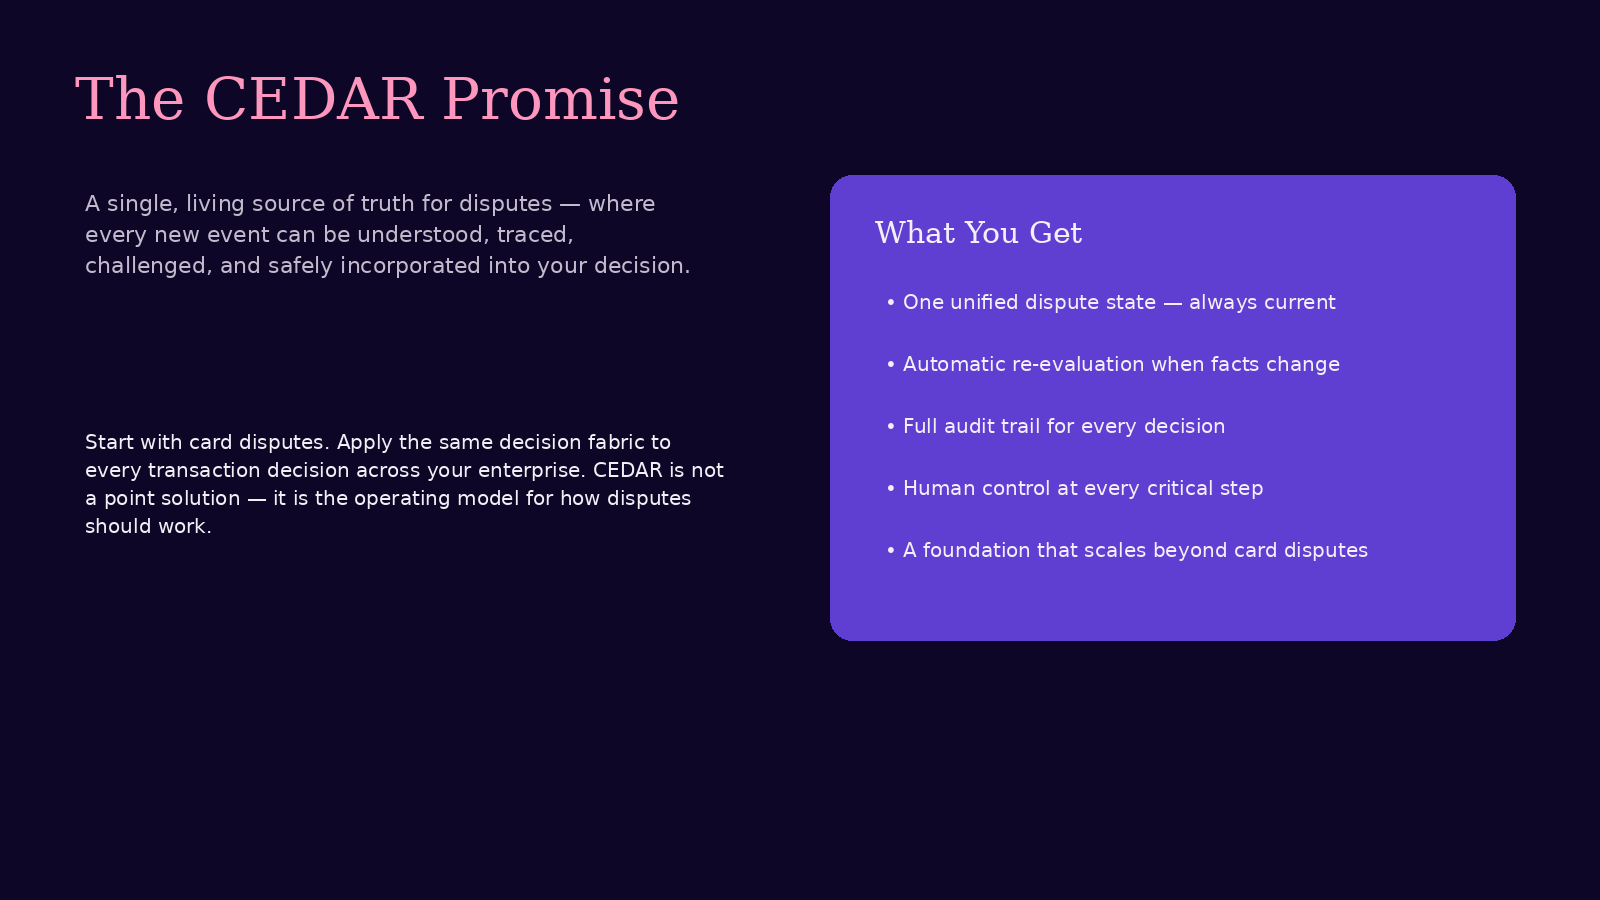 The CEDAR Promise
A single, living source of truth for disputes — where
every new event can be understood, traced,
challenged, and safely incorporated into your decision.
Start with card disputes. Apply the same decision fabric to
every transaction decision across your enterprise. CEDAR is not
a point solution — it is the operating model for how disputes
should work.
What You Get
• One unified dispute state — always current
• Automatic re-evaluation when facts change
• Full audit trail for every decision
• Human control at every critical step
• A foundation that scales beyond card disputes